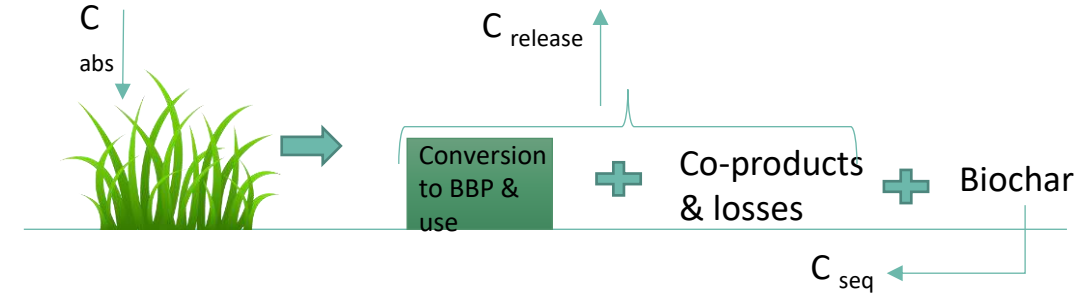 C
abs
C release
Conversion
to BBP &
use
Co-products
& losses
Biochar
C seq